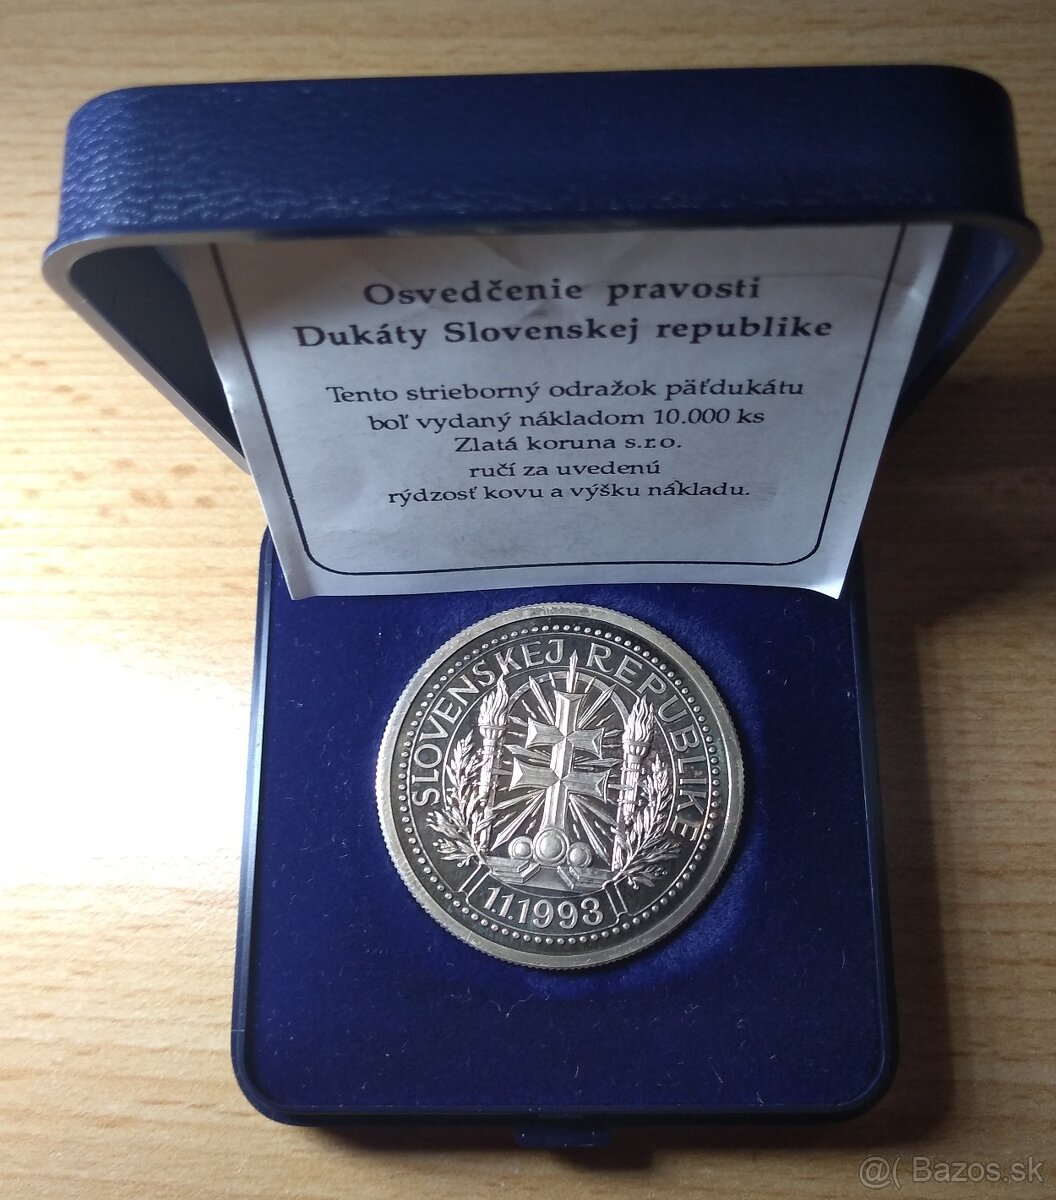 Osvedčenie pravosti
Dukáty Slovenskej republike
Tento strieborný odražok päťdukátu
boľ vydaný nákladom 10.000 ks
Zlatá koruna s.r.o.
ručí za uvedenú
rýdzosť kovu a výšku nákladu.
SLOVENSKEJ REPUBLIKE
1.1.1993
@( Bazos.sk